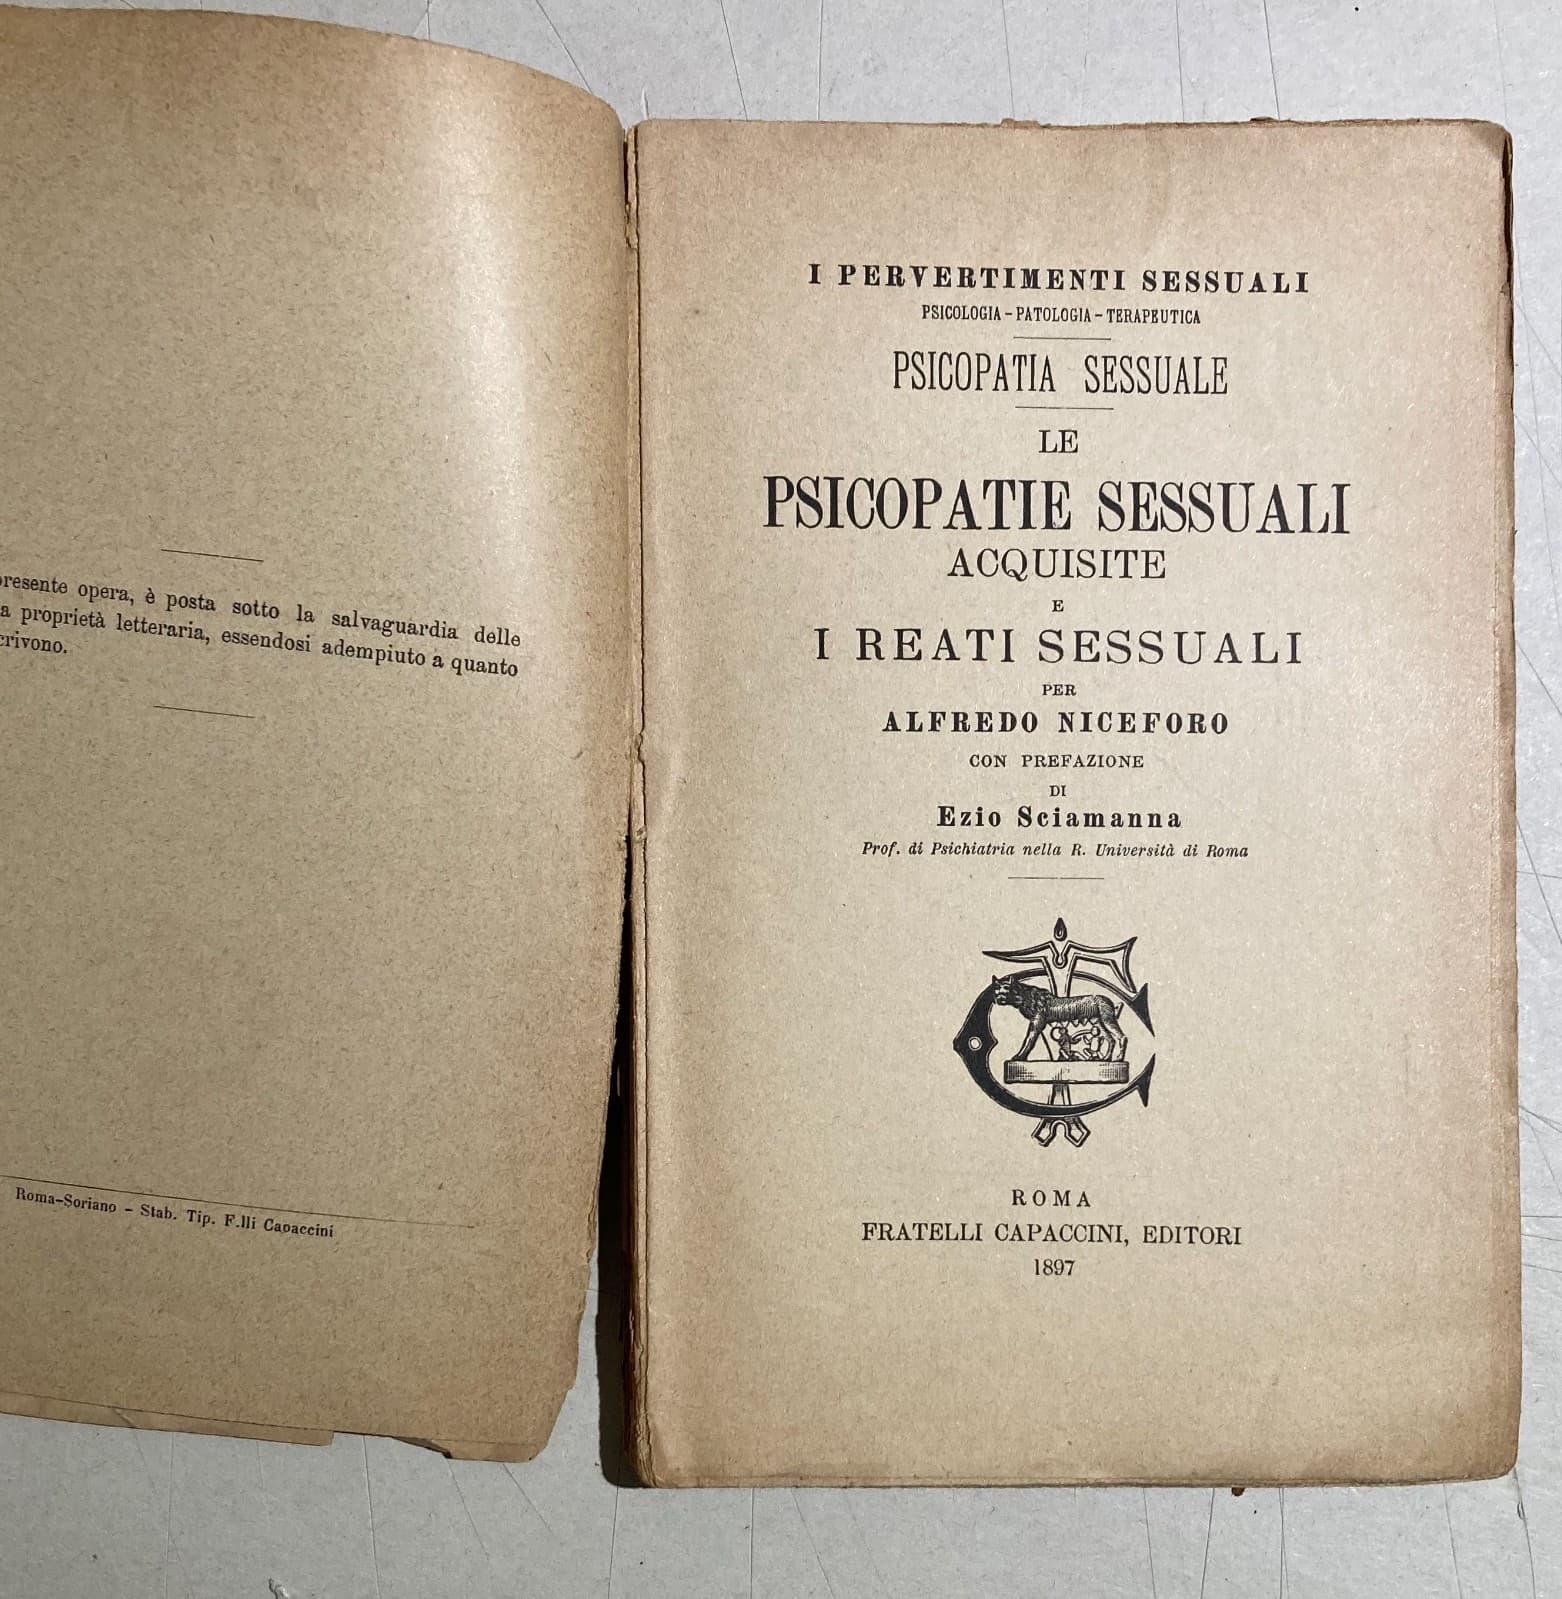 presente opera, è posta sotto la salvaguardia delle
a proprietà letteraria, essendosi adempiuto a quanto
crivono.
Roma-Soriano - Stab. Tip. F.lli Capaccini
I PERVERTIMENTI SESSUALI
PSICOLOGIA - PATOLOGIA - TERAPEUTICA
PSICOPATIA SESSUALE
LE
PSICOPATIE SESSUALI
ACQUISITE
E
I REATI SESSUALI
PER
ALFREDO NICEFORO
CON PREFAZIONE
DI
Ezio Sciamanna
Prof. di Psichiatria nella R. Università di Roma
ROMA
FRATELLI CAPACCINI, EDITORI
1897